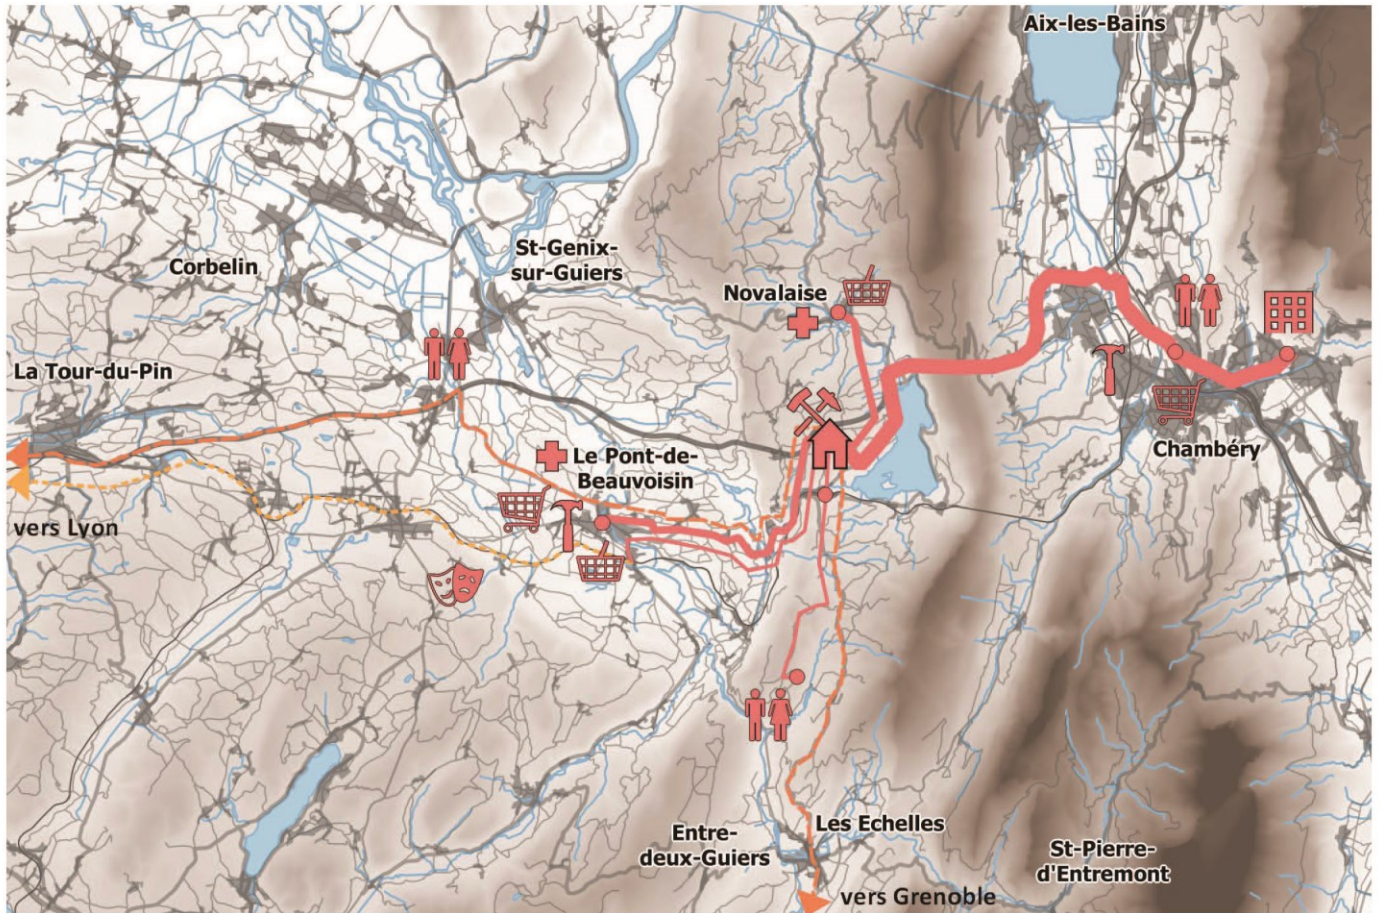 Aix-les-Bains
St-Genix-
sur-Guiers
Corbelin
Novalaise
La Tour-du-Pin
Le Pont-de-
Beauvoisin
Chambéry
vers Lyon
Les Echelles
Entre-
deux-Guiers
St-Pierre-
d'Entremont
vers Grenoble